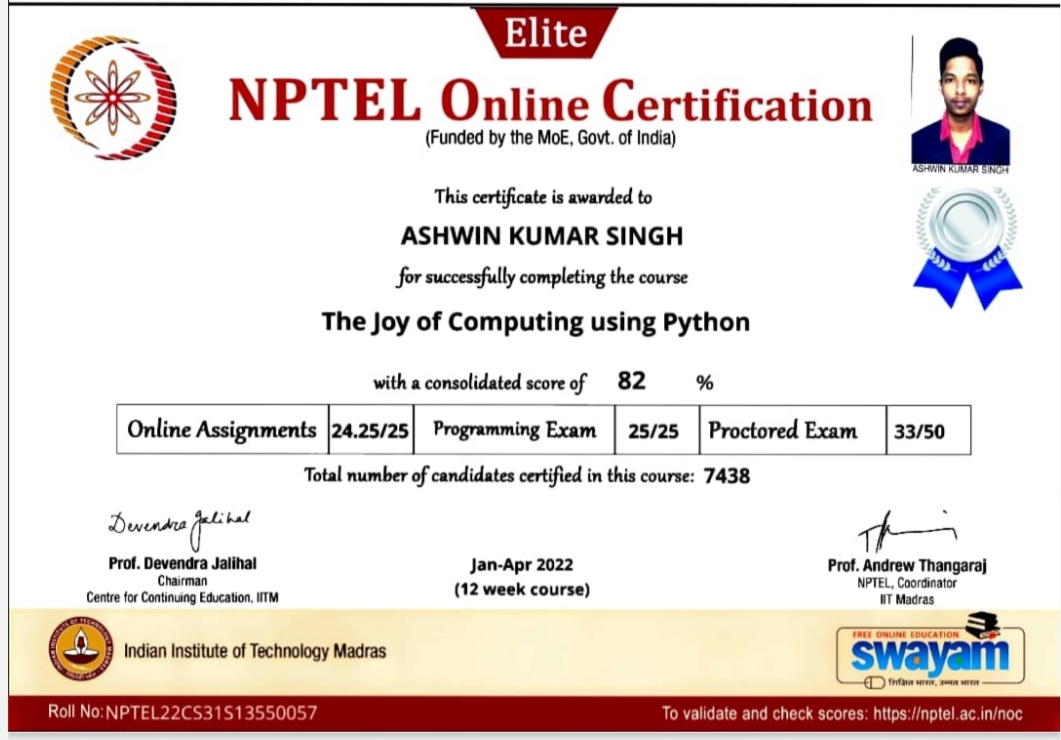 Elite
NPTEL Online Certification
(Funded by the MoE, Govt. of India)
ASHWIN KUMAR SINGH
This certificate is awarded to
ASHWIN KUMAR SINGH
for successfully completing the course
The Joy of Computing using Python
with a consolidated score of 82 %
Online Assignments 24.25/25 Programming Exam 25/25 Proctored Exam 33/50
Total number of candidates certified in this course: 7438
Devendra Jalihal
Prof. Devendra Jalihal
Chairman
Centre for Continuing Education, IITM
Jan-Apr 2022
(12 week course)
Prof. Andrew Thangaraj
NPTEL, Coordinator
IIT Madras
Indian Institute of Technology Madras
FREE ONLINE EDUCATION
swayam
शिक्षित भारत, उन्नत भारत
Roll No: NPTEL22CS31S13550057
To validate and check scores: https://nptel.ac.in/noc